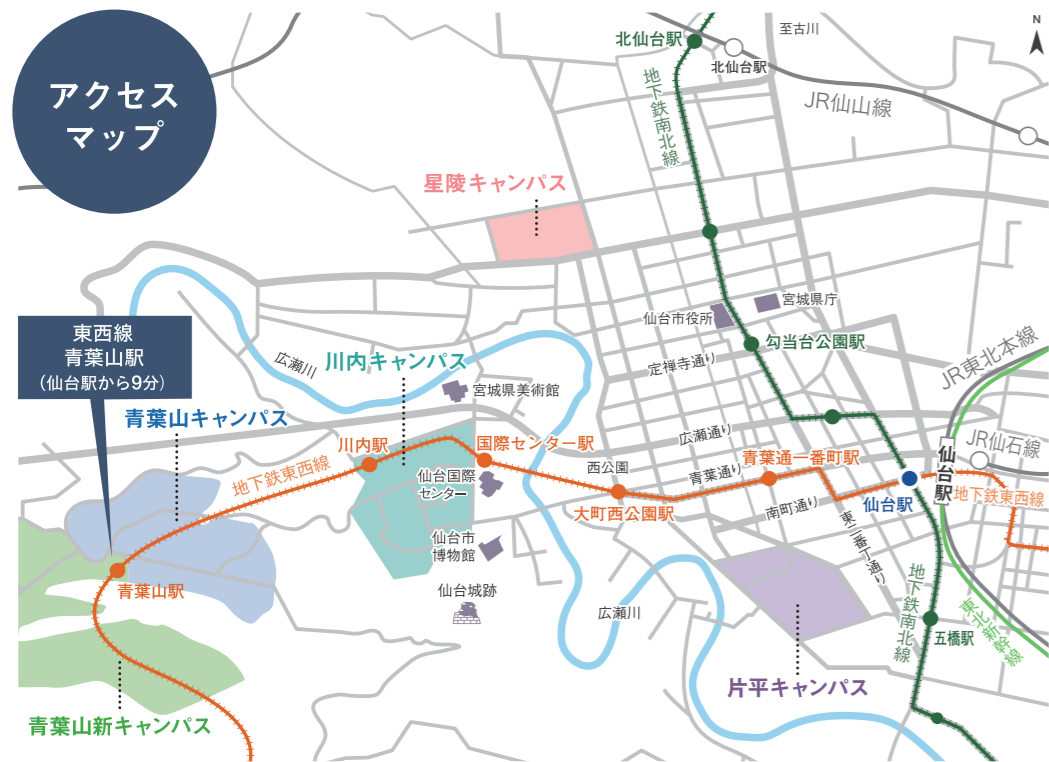 アクセス
マップ
N
北仙台駅
北仙台駅
至古川
JR仙山線
地下鉄南北線
星陵キャンパス
宮城県庁
仙台市役所
勾当台公園駅
定禅寺通り
JR東北本線
東西線
青葉山駅
(仙台駅から9分)
広瀬川
川内キャンパス
宮城県美術館
青葉山キャンパス
川内駅
国際センター駅
広瀬通り
JR仙石線
仙台駅
地下鉄東西線
仙台国際
センター
西公園
青葉通り
青葉通一番町駅
大町西公園駅
南町通り
仙台駅
地下鉄東西線
東二番丁通り
仙台市
博物館
青葉山駅
仙台城跡
広瀬川
地下鉄南北線
五橋駅
東北新幹線
片平キャンパス
青葉山新キャンパス